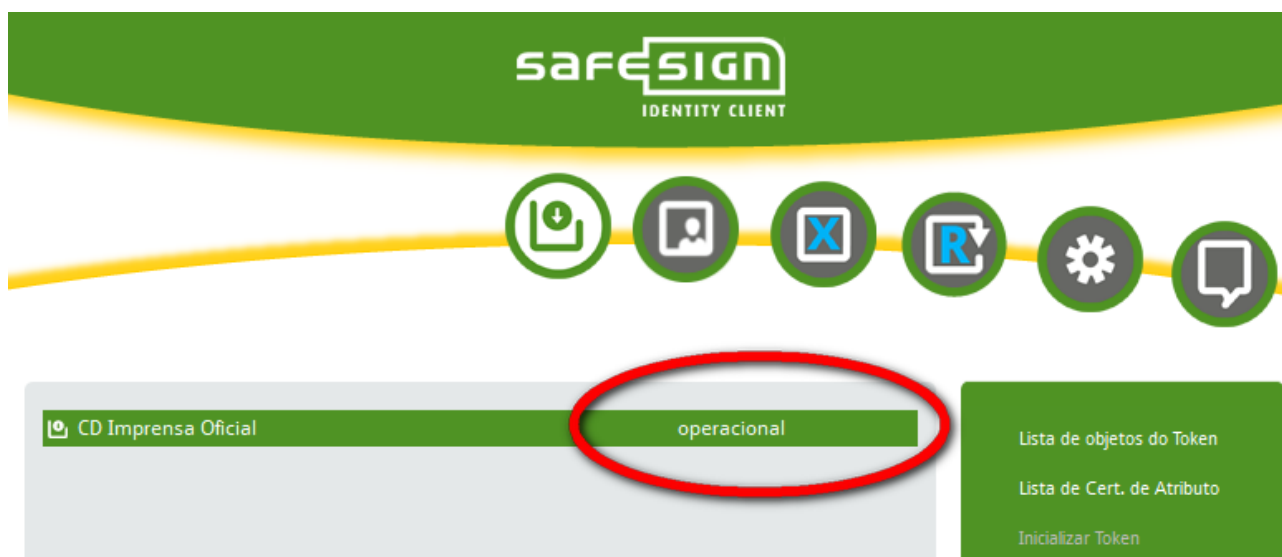 safesign
IDENTITY CLIENT
X
R
CD Imprensa Oficial operacional
Lista de objetos do Token
Lista de Cert. de Atributo
Inicializar Token